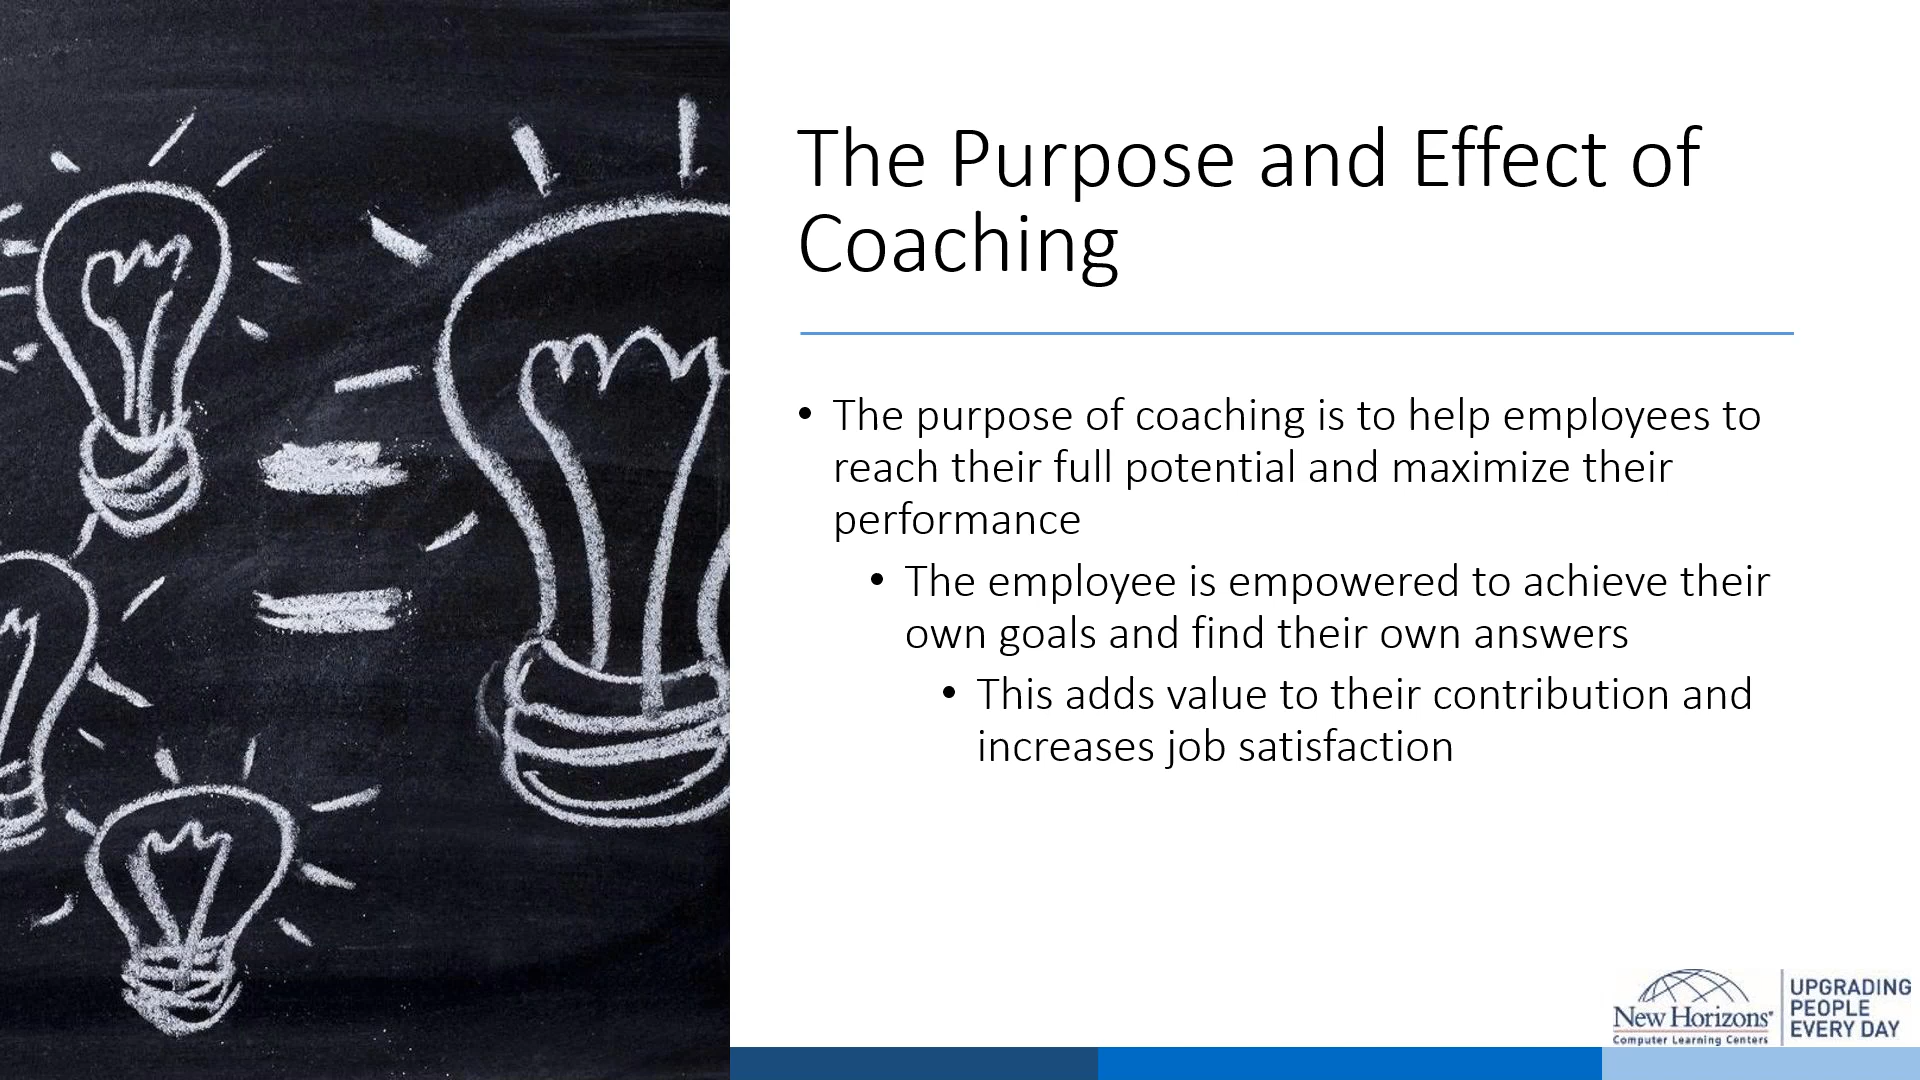 The Purpose and Effect of
Coaching
• The purpose of coaching is to help employees to
reach their full potential and maximize their
performance
• The employee is empowered to achieve their
own goals and find their own answers
• This adds value to their contribution and
increases job satisfaction
New Horizons®
Computer Learning Centers
UPGRADING
PEOPLE
EVERY DAY